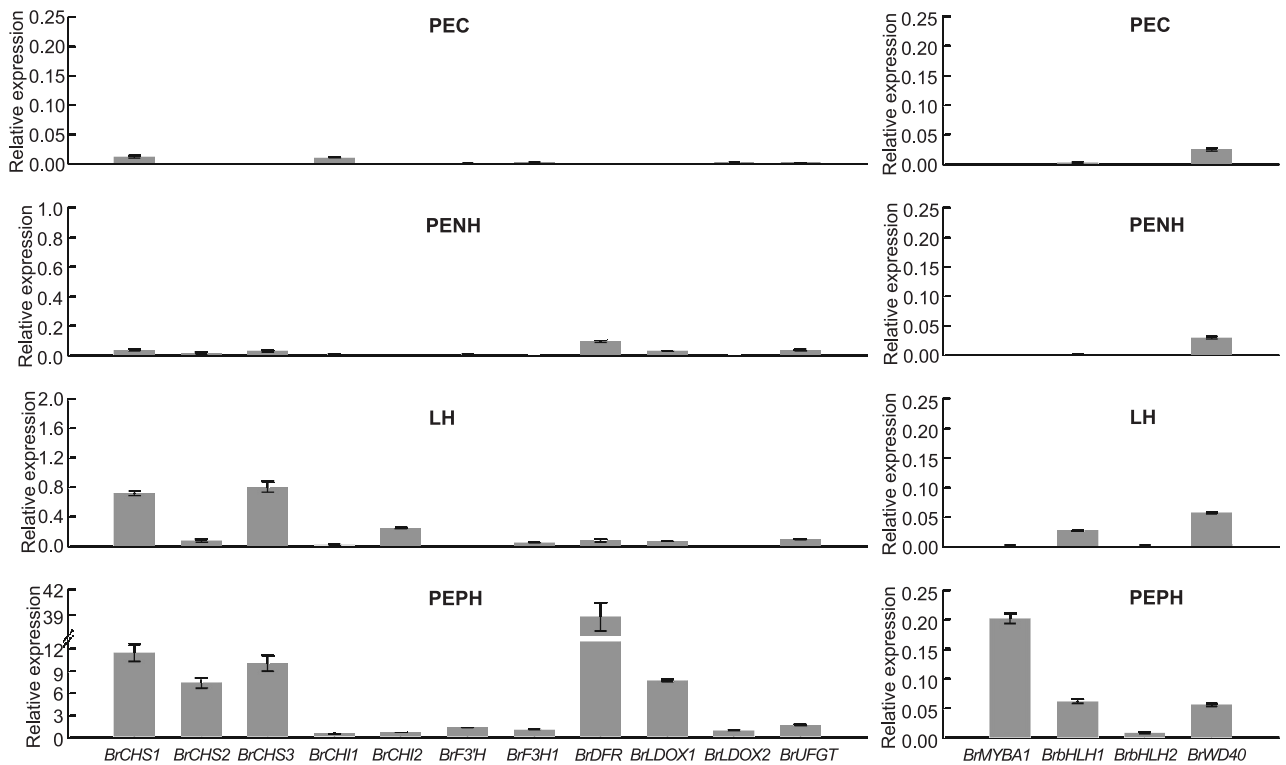 PEC
Relative expression
0.25
0.20
0.15
0.10
0.05
0.00
PEC
Relative expression
0.25
0.20
0.15
0.10
0.05
0.00
PENH
Relative expression
1.0
0.8
0.6
0.4
0.2
0.0
PENH
Relative expression
0.25
0.20
0.15
0.10
0.05
0.00
LH
Relative expression
2.0
1.6
1.2
0.8
0.4
0.0
LH
Relative expression
0.25
0.20
0.15
0.10
0.05
0.00
PEPH
Relative expression
42
39
12
9
6
3
0
BrCHS1 BrCHS2 BrCHS3 BrCHI1 BrCHI2 BrF3'H BrF3H1 BrDFR BrLDOX1 BrLDOX2 BrUFGT
PEPH
Relative expression
0.25
0.20
0.15
0.10
0.05
0.00
BrMYBA1 BrbHLH1 BrbHLH2 BrWD40